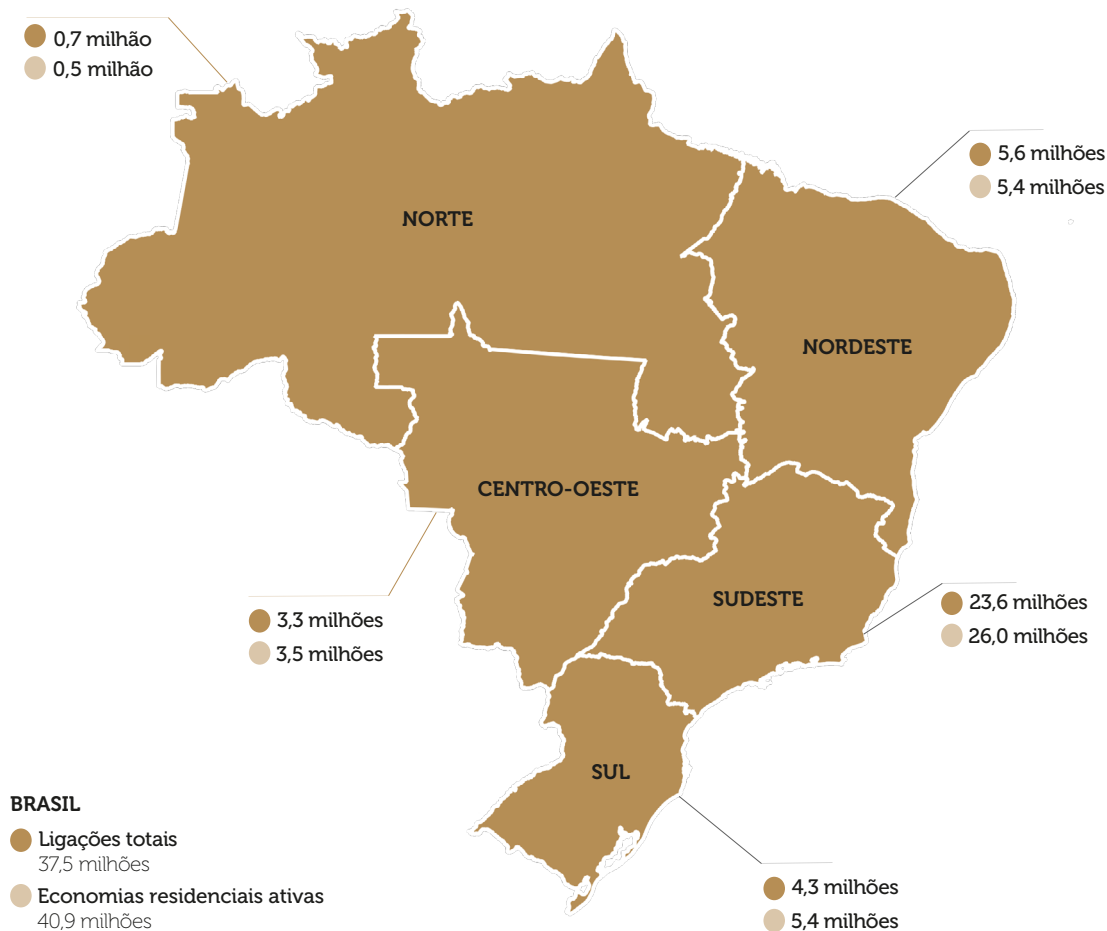 0,7 milhão
0,5 milhão
5,6 milhões
5,4 milhões
NORTE
NORDESTE
CENTRO-OESTE
SUDESTE
23,6 milhões
26,0 milhões
3,3 milhões
3,5 milhões
SUL
BRASIL
Ligações totais
37,5 milhões
Economias residenciais ativas
40,9 milhões
4,3 milhões
5,4 milhões